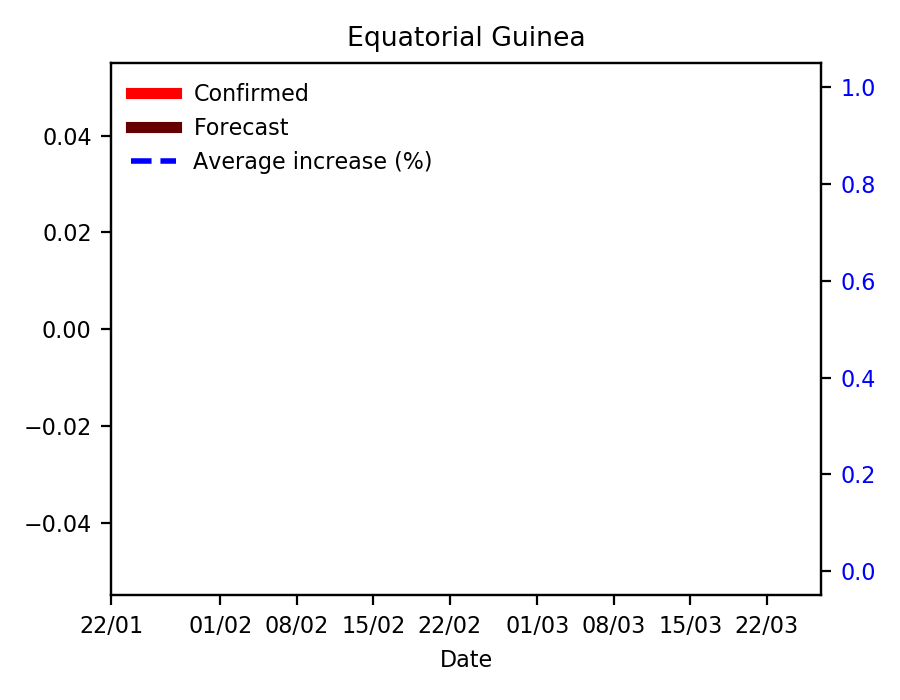 Equatorial Guinea
Confirmed
Forecast
Average increase (%)
0.04
0.02
0.00
−0.02
−0.04
1.0
0.8
0.6
0.4
0.2
0.0
22/01 01/02 08/02 15/02 22/02 01/03 08/03 15/03 22/03
Date